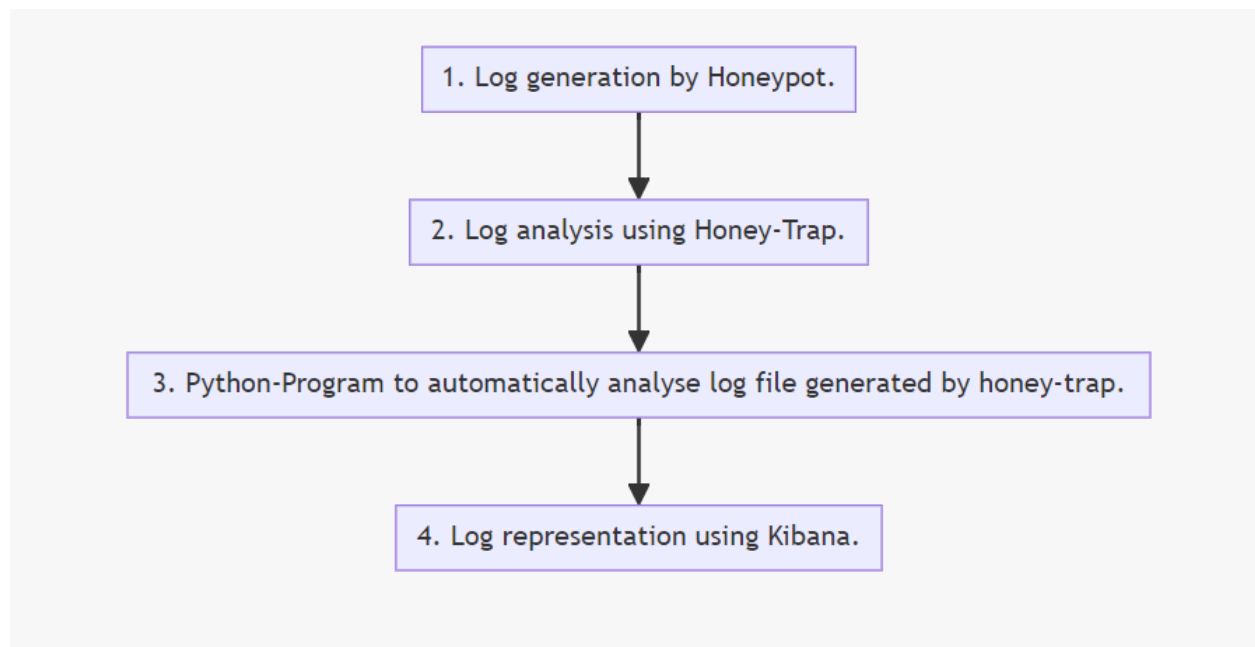 1. Log generation by Honeypot.
2. Log analysis using Honey-Trap.
3. Python-Program to automatically analyse log file generated by honey-trap.
4. Log representation using Kibana.